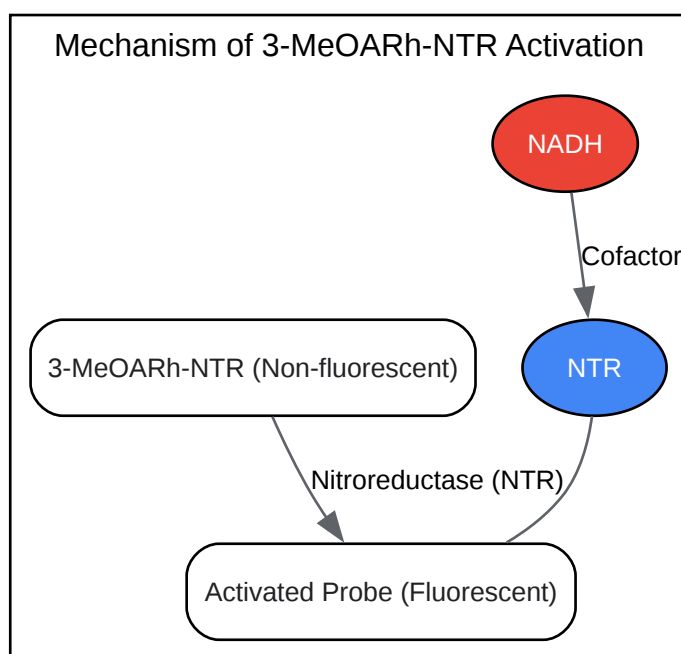 Mechanism of 3-MeOARh-NTR Activation
NADH
Cofactor
3-MeOARh-NTR (Non-fluorescent)
NTR
Nitroreductase (NTR)
Activated Probe (Fluorescent)